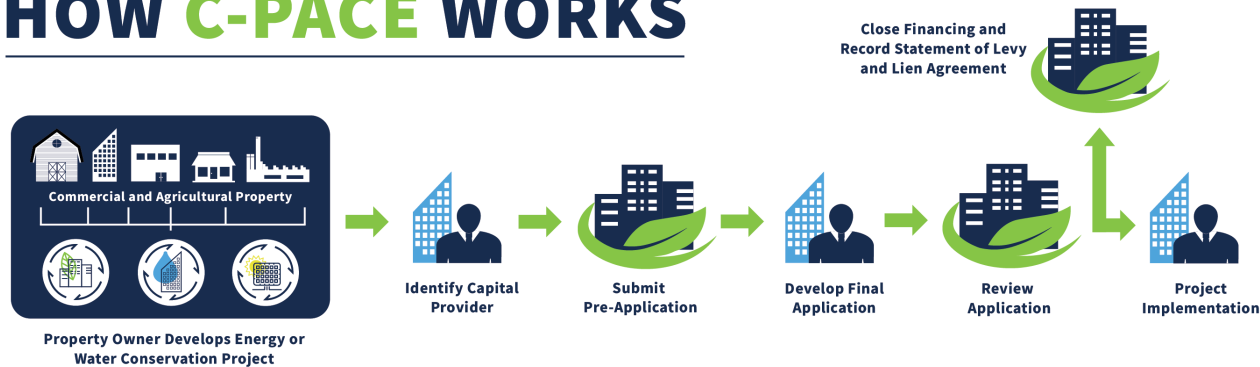 HOW C-PACE WORKS
Close Financing and
Record Statement of Levy
and Lien Agreement
Commercial and Agricultural Property
Property Owner Develops Energy or
Water Conservation Project
Identify Capital
Provider
Submit
Pre-Application
Develop Final
Application
Review
Application
Project
Implementation